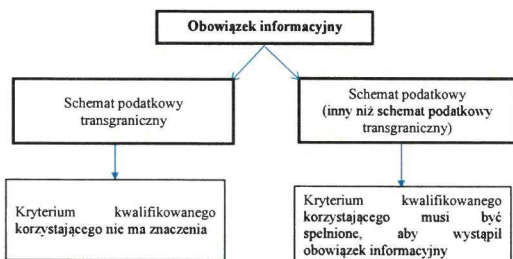 Obowiązek informacyjny
Schemat podatkowy
transgraniczny
Schemat podatkowy
(inny niż schemat podatkowy
transgraniczny)
Kryterium kwalifikowanego
korzystającego nie ma znaczenia
Kryterium kwalifikowanego
korzystającego musi być
spełnione, aby wystąpił
obowiązek informacyjny